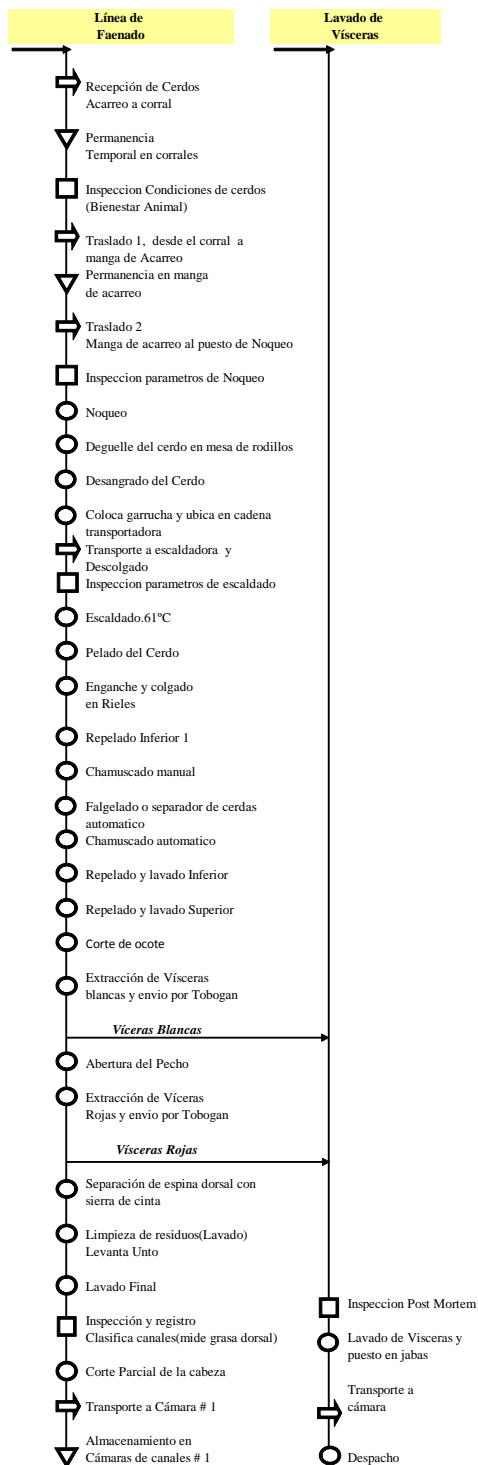 Línea de
Faenado
Lavado de
Vísceras
Recepción de Cerdos
Acarreo a corral
Permanencia
Temporal en corrales
Inspeccion Condiciones de cerdos
(Bienestar Animal)
Traslado 1,  desde el corral  a
manga de Acarreo
Permanencia en manga
de acarreo
Traslado 2
Manga de acarreo al puesto de Noqueo
Inspeccion parametros de Noqueo
Noqueo
Deguelle del cerdo en mesa de rodillos
Desangrado del Cerdo
Coloca garrucha y ubica en cadena
transportadora
Transporte a escaldadora  y
Descolgado
Inspeccion parametros de escaldado
Escaldado.61ºC
Pelado del Cerdo
Enganche y colgado
en Rieles
Repelado Inferior 1
Chamuscado manual
Falgelado o separador de cerdas
automatico
Chamuscado automatico
Repelado y lavado Inferior
Repelado y lavado Superior
Corte de ocote
Extracción de Vísceras
blancas y envio por Tobogan
Víceras Blancas
Abertura del Pecho
Extracción de Víceras
Rojas y envio por Tobogan
Vísceras Rojas
Separación de espina dorsal con
sierra de cinta
Limpieza de residuos(Lavado)
Levanta Unto
Lavado Final
Inspección y registro
Clasifica canales(mide grasa dorsal)
Corte Parcial de la cabeza
Transporte a Cámara # 1
Almacenamiento en
Cámaras de canales # 1
Inspeccion Post Mortem
Lavado de Visceras y
puesto en jabas
Transporte a
cámara
Despacho